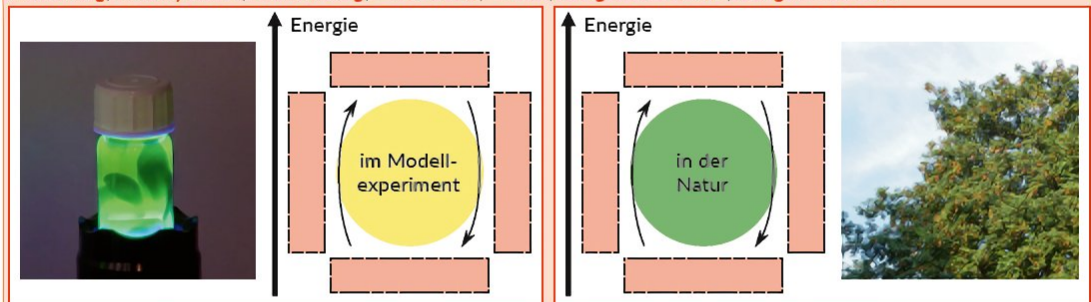 Energie
im Modell-
experiment
Energie
in der
Natur